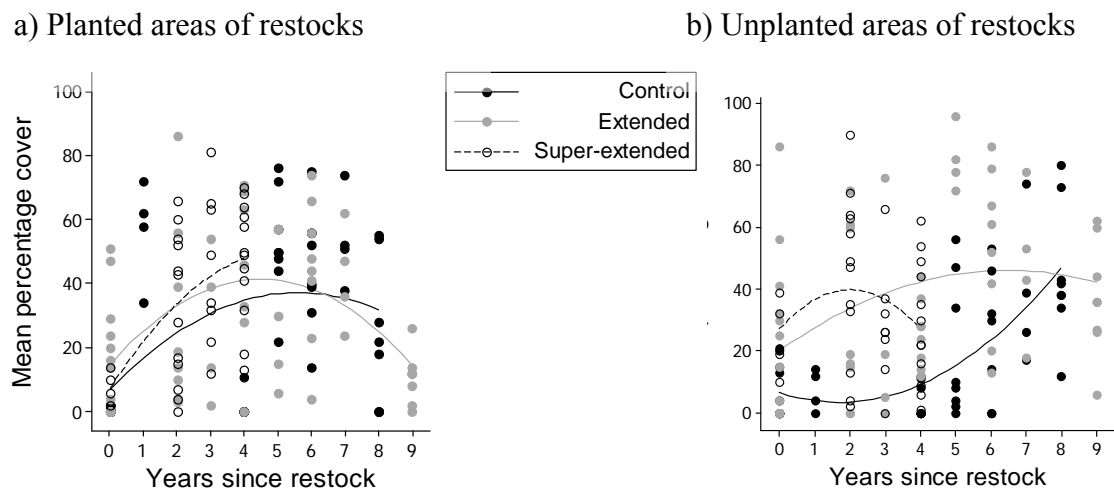 a) Planted areas of restocks
b) Unplanted areas of restocks
Control
Extended
Super-extended
Mean percentage cover
100
80
60
40
20
0
0 1 2 3 4 5 6 7 8 9
Years since restock
100
80
60
40
20
0
0 1 2 3 4 5 6 7 8 9
Years since restock